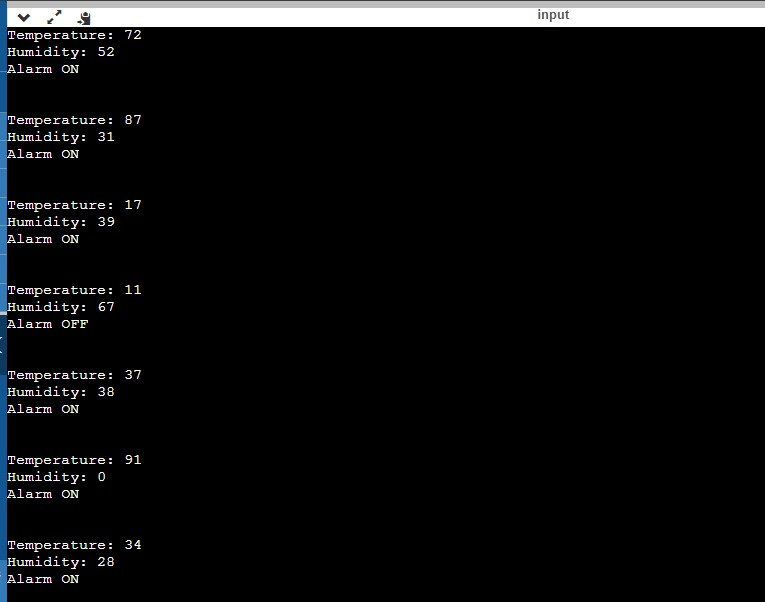 input
Temperature: 72
Humidity: 52
Alarm ON
Temperature: 87
Humidity: 31
Alarm ON
Temperature: 17
Humidity: 39
Alarm ON
Temperature: 11
Humidity: 67
Alarm OFF
Temperature: 37
Humidity: 38
Alarm ON
Temperature: 91
Humidity: 0
Alarm ON
Temperature: 34
Humidity: 28
Alarm ON